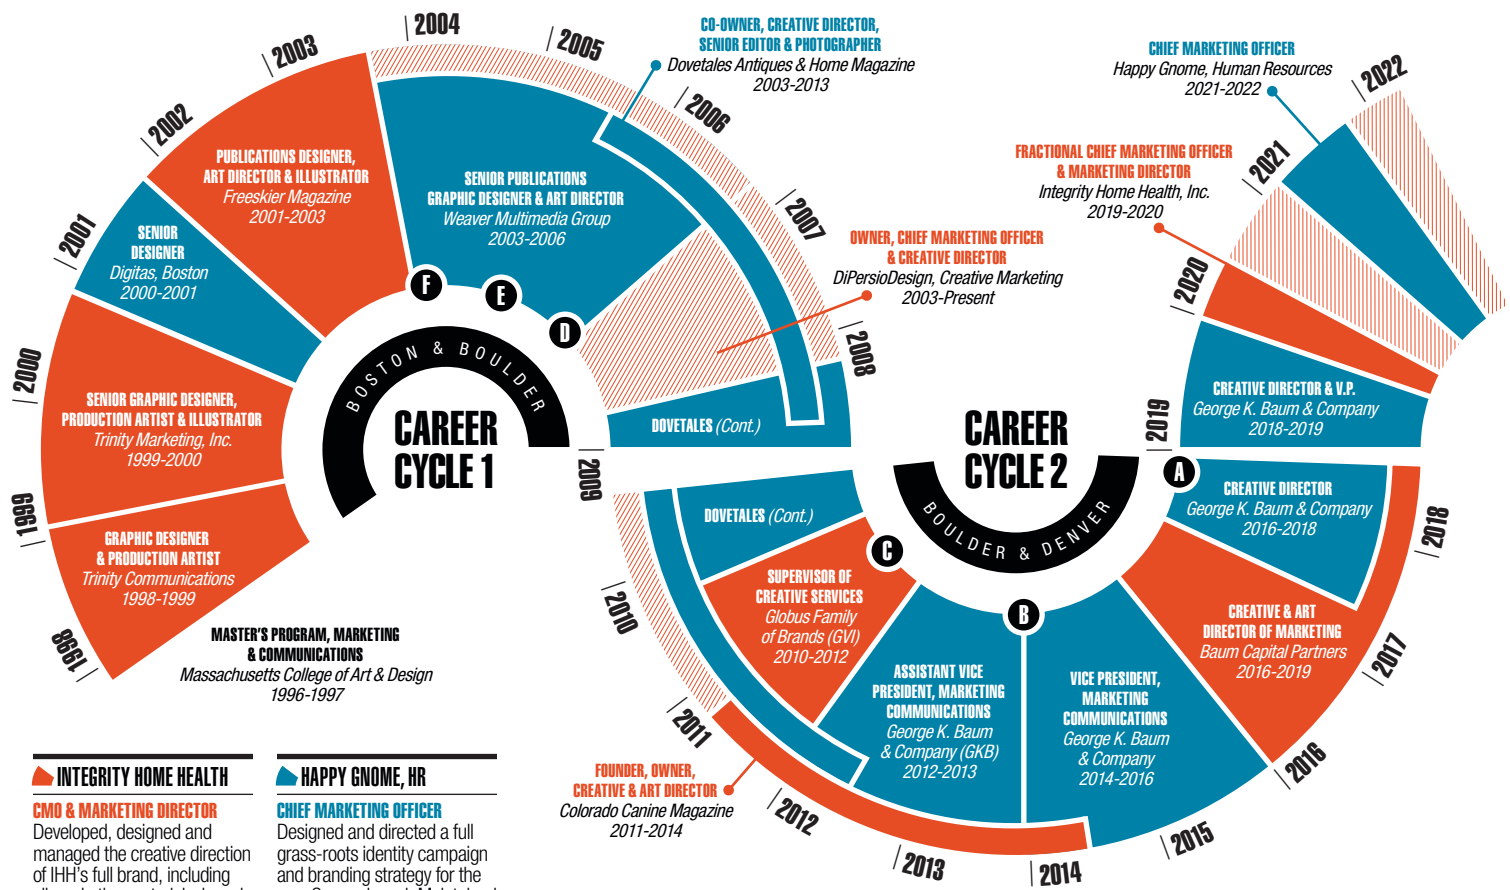 1998
1999
2000
2001
2002
2003
2004
2005
2006
2007
2008
2009
GRAPHIC DESIGNER
& PRODUCTION ARTIST
Trinity Communications
1998-1999
SENIOR GRAPHIC DESIGNER,
PRODUCTION ARTIST & ILLUSTRATOR
Trinity Marketing, Inc.
1999-2000
SENIOR
DESIGNER
Digitas, Boston
2000-2001
PUBLICATIONS DESIGNER,
ART DIRECTOR & ILLUSTRATOR
Freeskier Magazine
2001-2003
SENIOR PUBLICATIONS
GRAPHIC DESIGNER & ART DIRECTOR
Weaver Multimedia Group
2003-2006
CO-OWNER, CREATIVE DIRECTOR,
SENIOR EDITOR & PHOTOGRAPHER
Dovetales Antiques & Home Magazine
2003-2013
OWNER, CHIEF MARKETING OFFICER
& CREATIVE DIRECTOR
DiPersioDesign, Creative Marketing
2003-Present
DOVETALES (Cont.)
F
E
D
BOSTON & BOULDER
CAREER
CYCLE 1
MASTER'S PROGRAM, MARKETING
& COMMUNICATIONS
Massachusetts College of Art & Design
1996-1997
DOVETALES (Cont.)
SUPERVISOR OF
CREATIVE SERVICES
Globus Family
of Brands (GVI)
2010-2012
ASSISTANT VICE
PRESIDENT, MARKETING
COMMUNICATIONS
George K. Baum
& Company (GKB)
2012-2013
VICE PRESIDENT,
MARKETING
COMMUNICATIONS
George K. Baum
& Company
2014-2016
CREATIVE & ART
DIRECTOR OF MARKETING
Baum Capital Partners
2016-2019
CREATIVE DIRECTOR
George K. Baum & Company
2016-2018
FOUNDER, OWNER,
CREATIVE & ART DIRECTOR
Colorado Canine Magazine
2011-2014
C
B
A
CAREER
CYCLE 2
BOULDER & DENVER
2010
2011
2012
2013
2014
2015
2016
2017
2018
2019
2020
2021
2022
CREATIVE DIRECTOR & V.P.
George K. Baum & Company
2018-2019
FRACTIONAL CHIEF MARKETING OFFICER
& MARKETING DIRECTOR
Integrity Home Health, Inc.
2019-2020
CHIEF MARKETING OFFICER
Happy Gnome, Human Resources
2021-2022
INTEGRITY HOME HEALTH
CMO & MARKETING DIRECTOR
Developed, designed and
managed the creative direction
of IHH's full brand, including
HAPPY GNOME, HR
CHIEF MARKETING OFFICER
Designed and directed a full
grass-roots identity campaign
and branding strategy for the